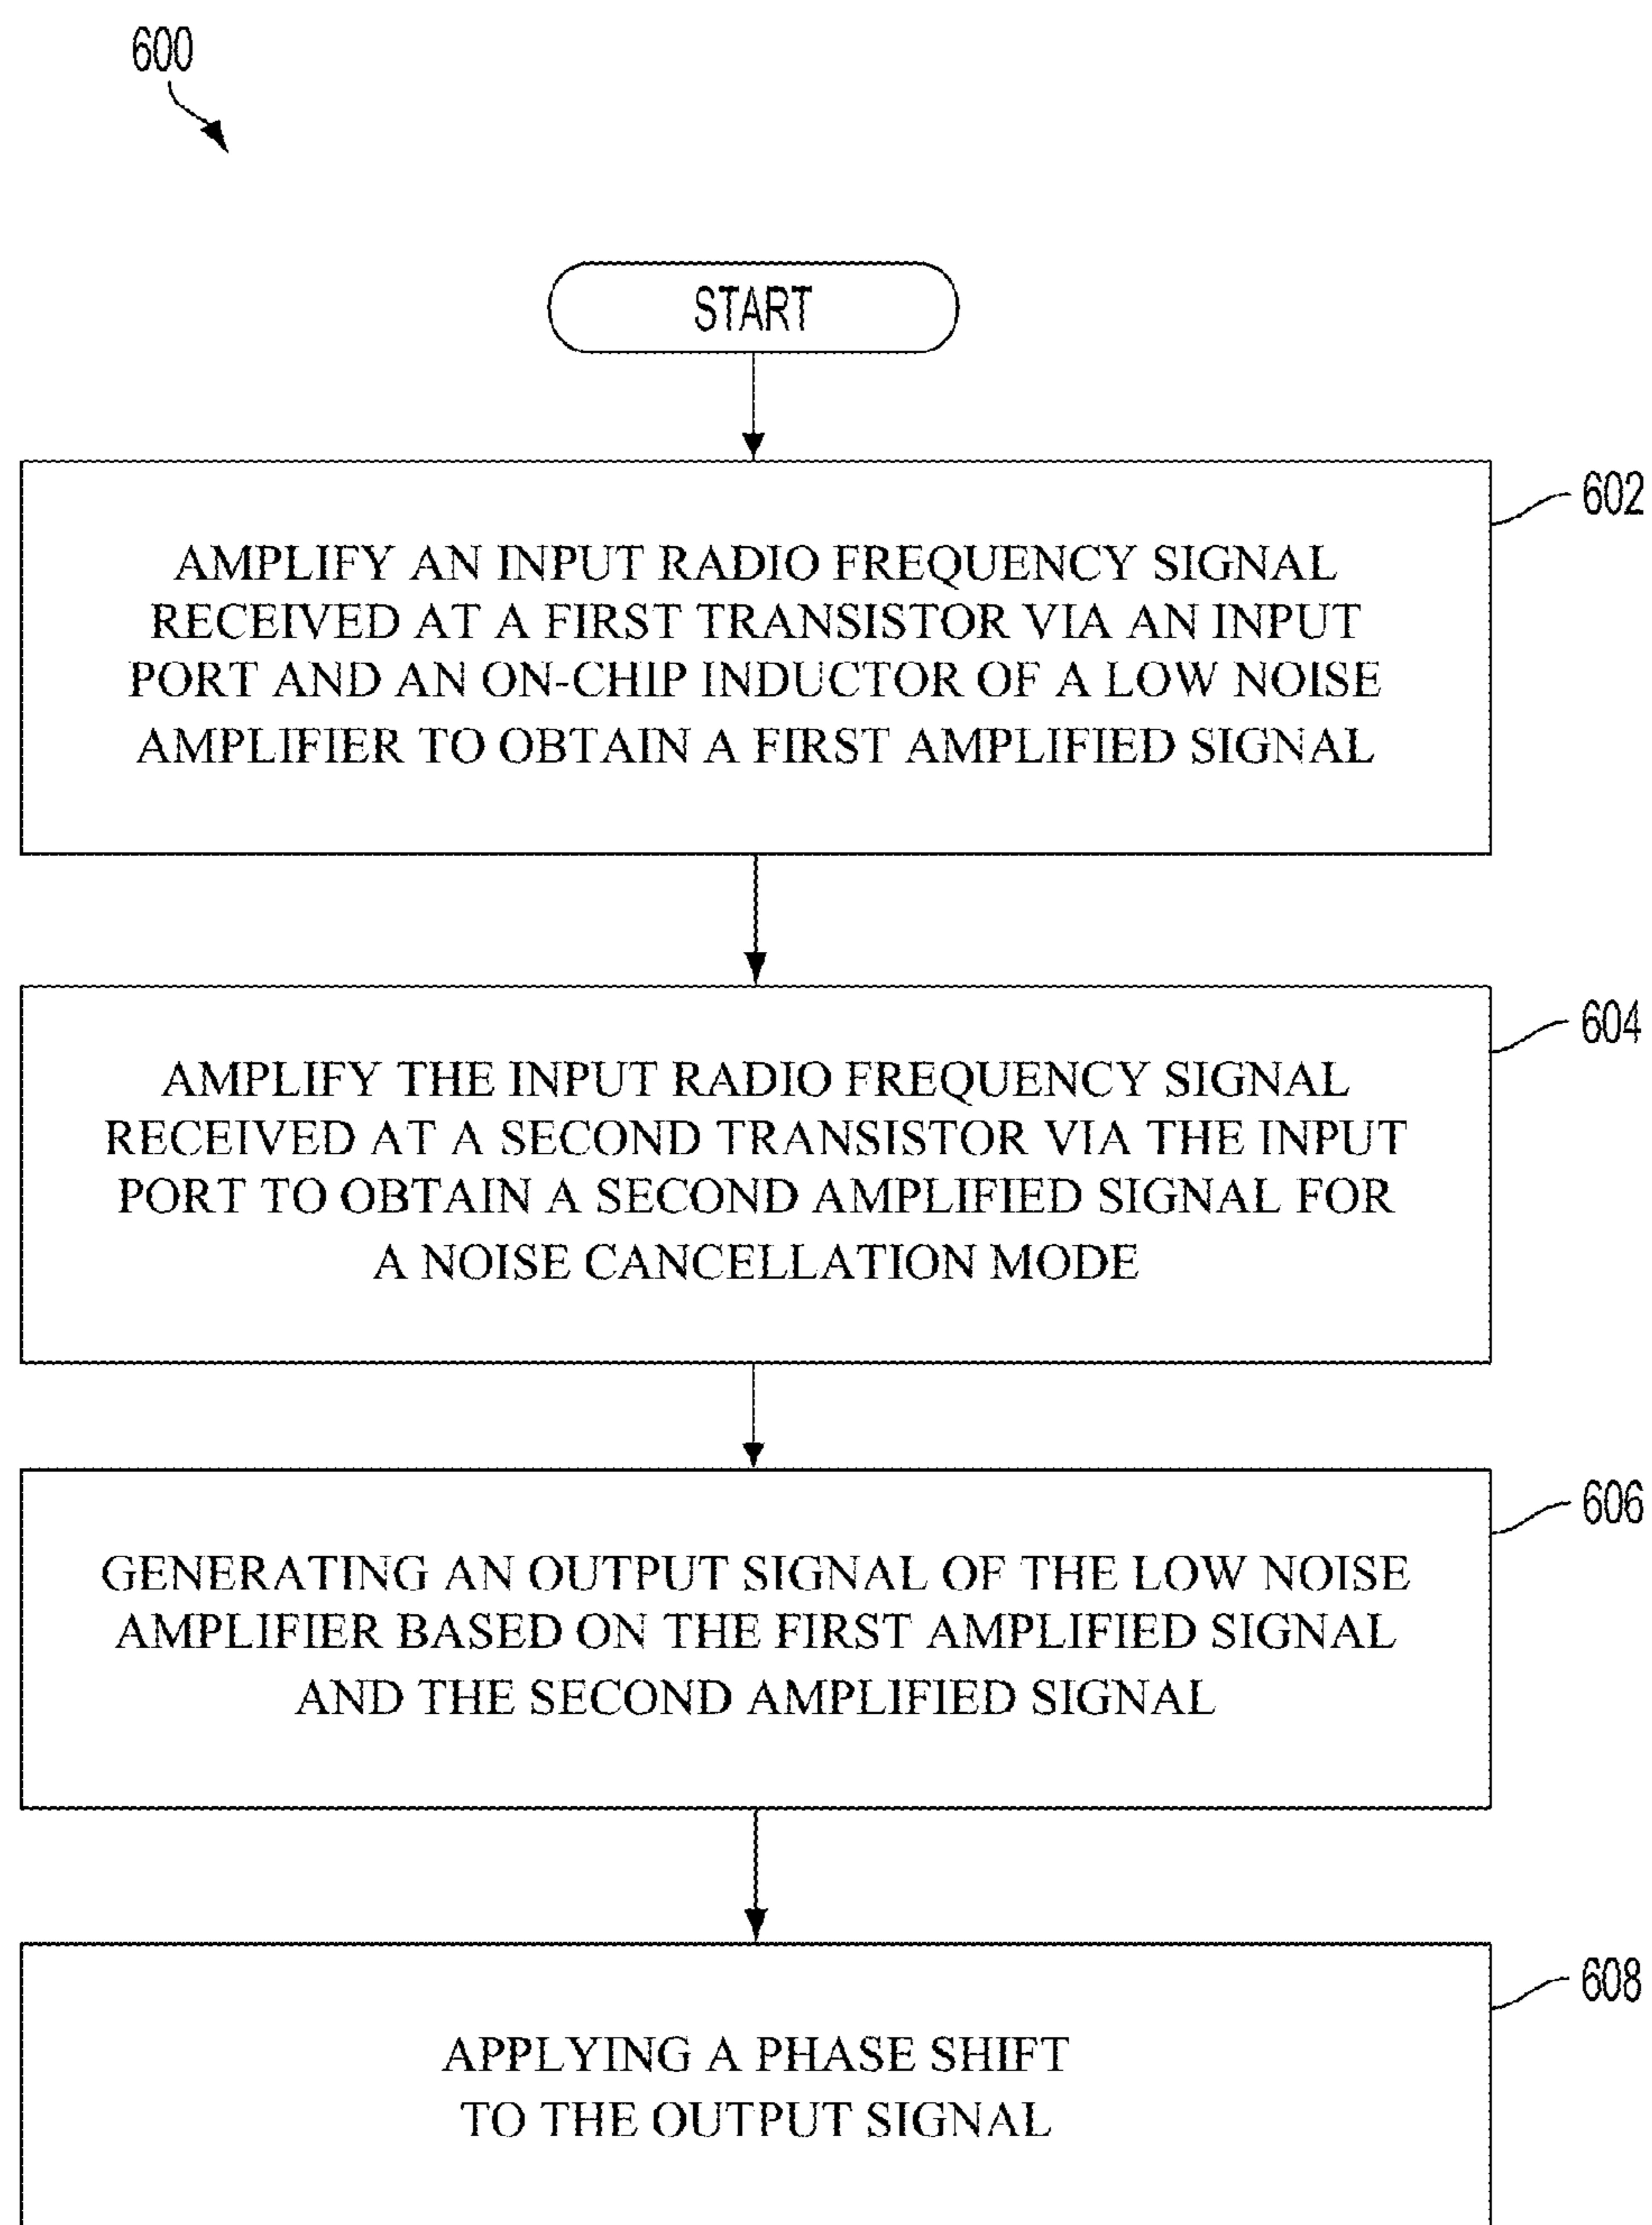 600
START
602
AMPLIFY AN INPUT RADIO FREQUENCY SIGNAL
RECEIVED AT A FIRST TRANSISTOR VIA AN INPUT
PORT AND AN ON-CHIP INDUCTOR OF A LOW NOISE
AMPLIFIER TO OBTAIN A FIRST AMPLIFIED SIGNAL
604
AMPLIFY THE INPUT RADIO FREQUENCY SIGNAL
RECEIVED AT A SECOND TRANSISTOR VIA THE INPUT
PORT TO OBTAIN A SECOND AMPLIFIED SIGNAL FOR
A NOISE CANCELLATION MODE
606
GENERATING AN OUTPUT SIGNAL OF THE LOW NOISE
AMPLIFIER BASED ON THE FIRST AMPLIFIED SIGNAL
AND THE SECOND AMPLIFIED SIGNAL
608
APPLYING A PHASE SHIFT
TO THE OUTPUT SIGNAL